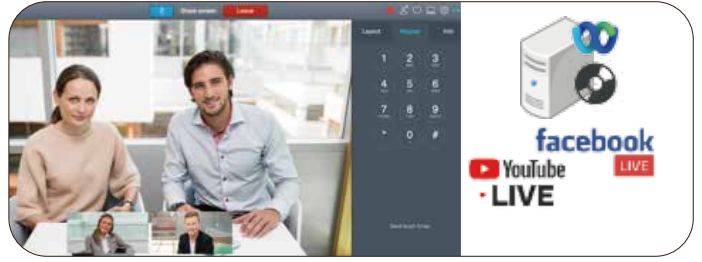 Share screen Leave
Layout Keypad Info
1 2 3
4 5 6
7 8 9
* 0 #
facebook
LIVE
YouTube
LIVE